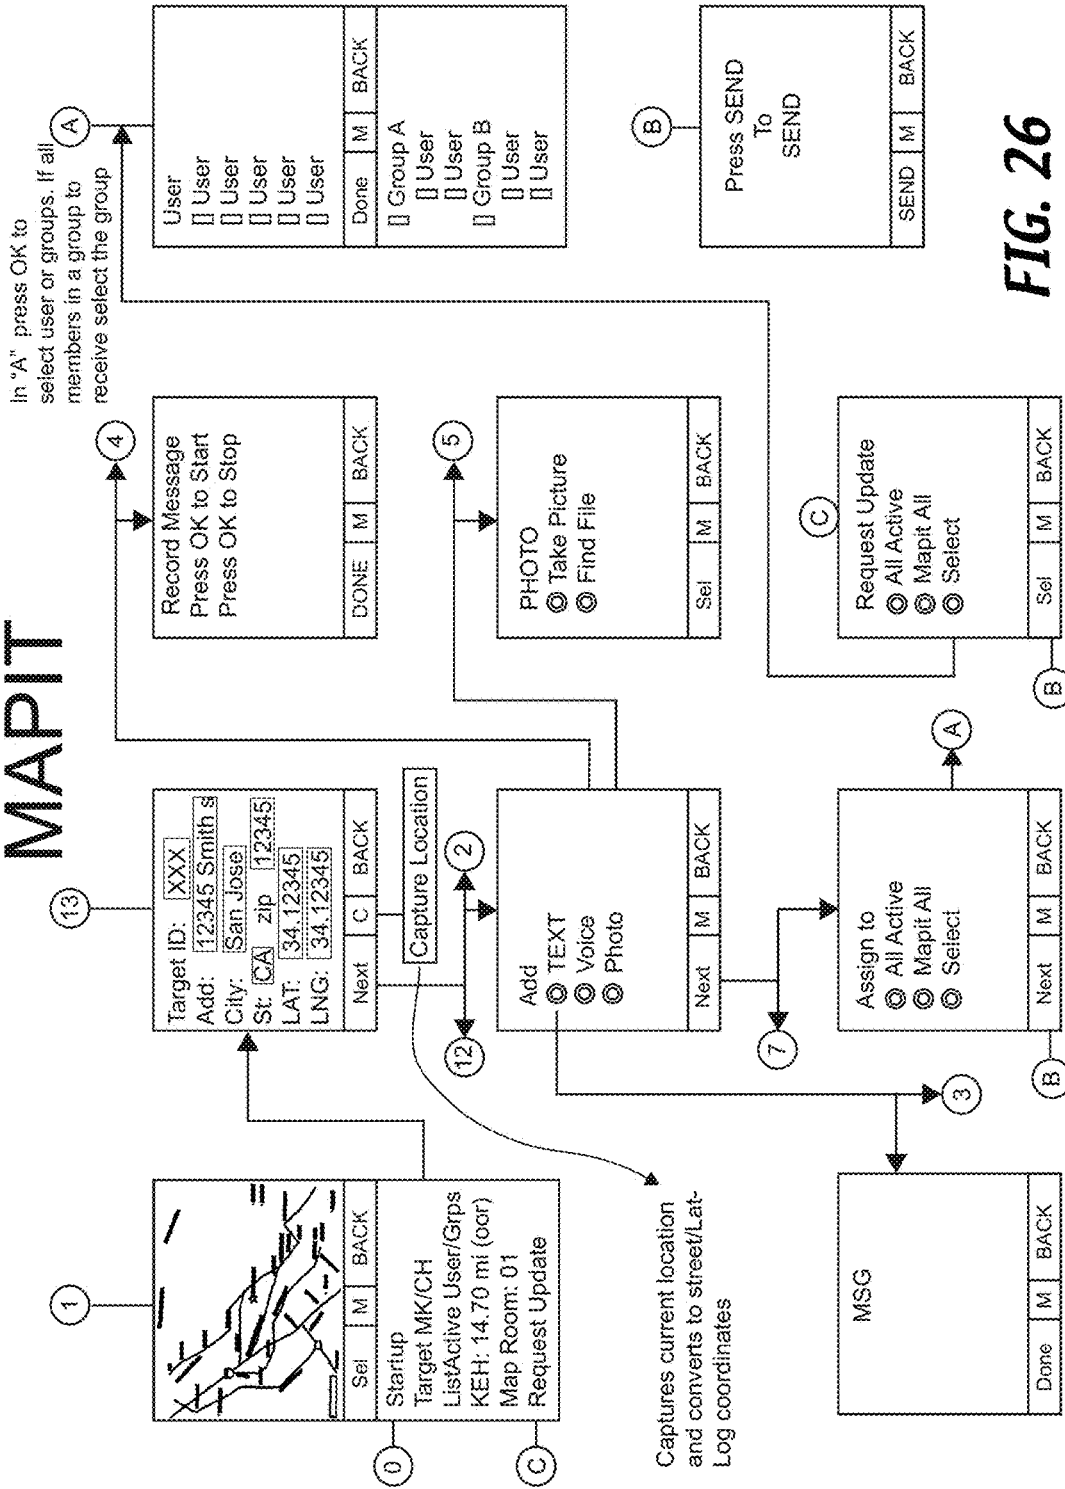 MAPIT
1
Sel M BACK
0
Startup
Target MK/CH
ListActive User/Grps
KEH: 14.70 mi (oor)
Map Room: 01
Request Update
C
13
Target ID: XXX
Add: 12345 Smith s
City: San Jose
St: CA zip 12345
LAT: 34.12345
LNG: 34.12345
Next C BACK
Capture Location
12
2
Captures current location
and converts to street/Lat-
Log coordinates
4
Record Message
Press OK to Start
Press OK to Stop
DONE M BACK
In "A" press OK to
select user or groups. If all
members in a group to
receive select the group
A
User
[] User
[] User
[] User
[] User
[] User
Done M BACK
[] Group A
[] User
[] User
[] Group B
[] User
[] User
Add
TEXT
Voice
Photo
Next M BACK
5
PHOTO
Take Picture
Find File
Sel M BACK
B
Press SEND
To
SEND
SEND M BACK
MSG
Done M BACK
3
7
Assign to
All Active
Mapit All
Select
Next M BACK
B
A
C
Request Update
All Active
Mapit All
Select
Sel M BACK
B
FIG. 26